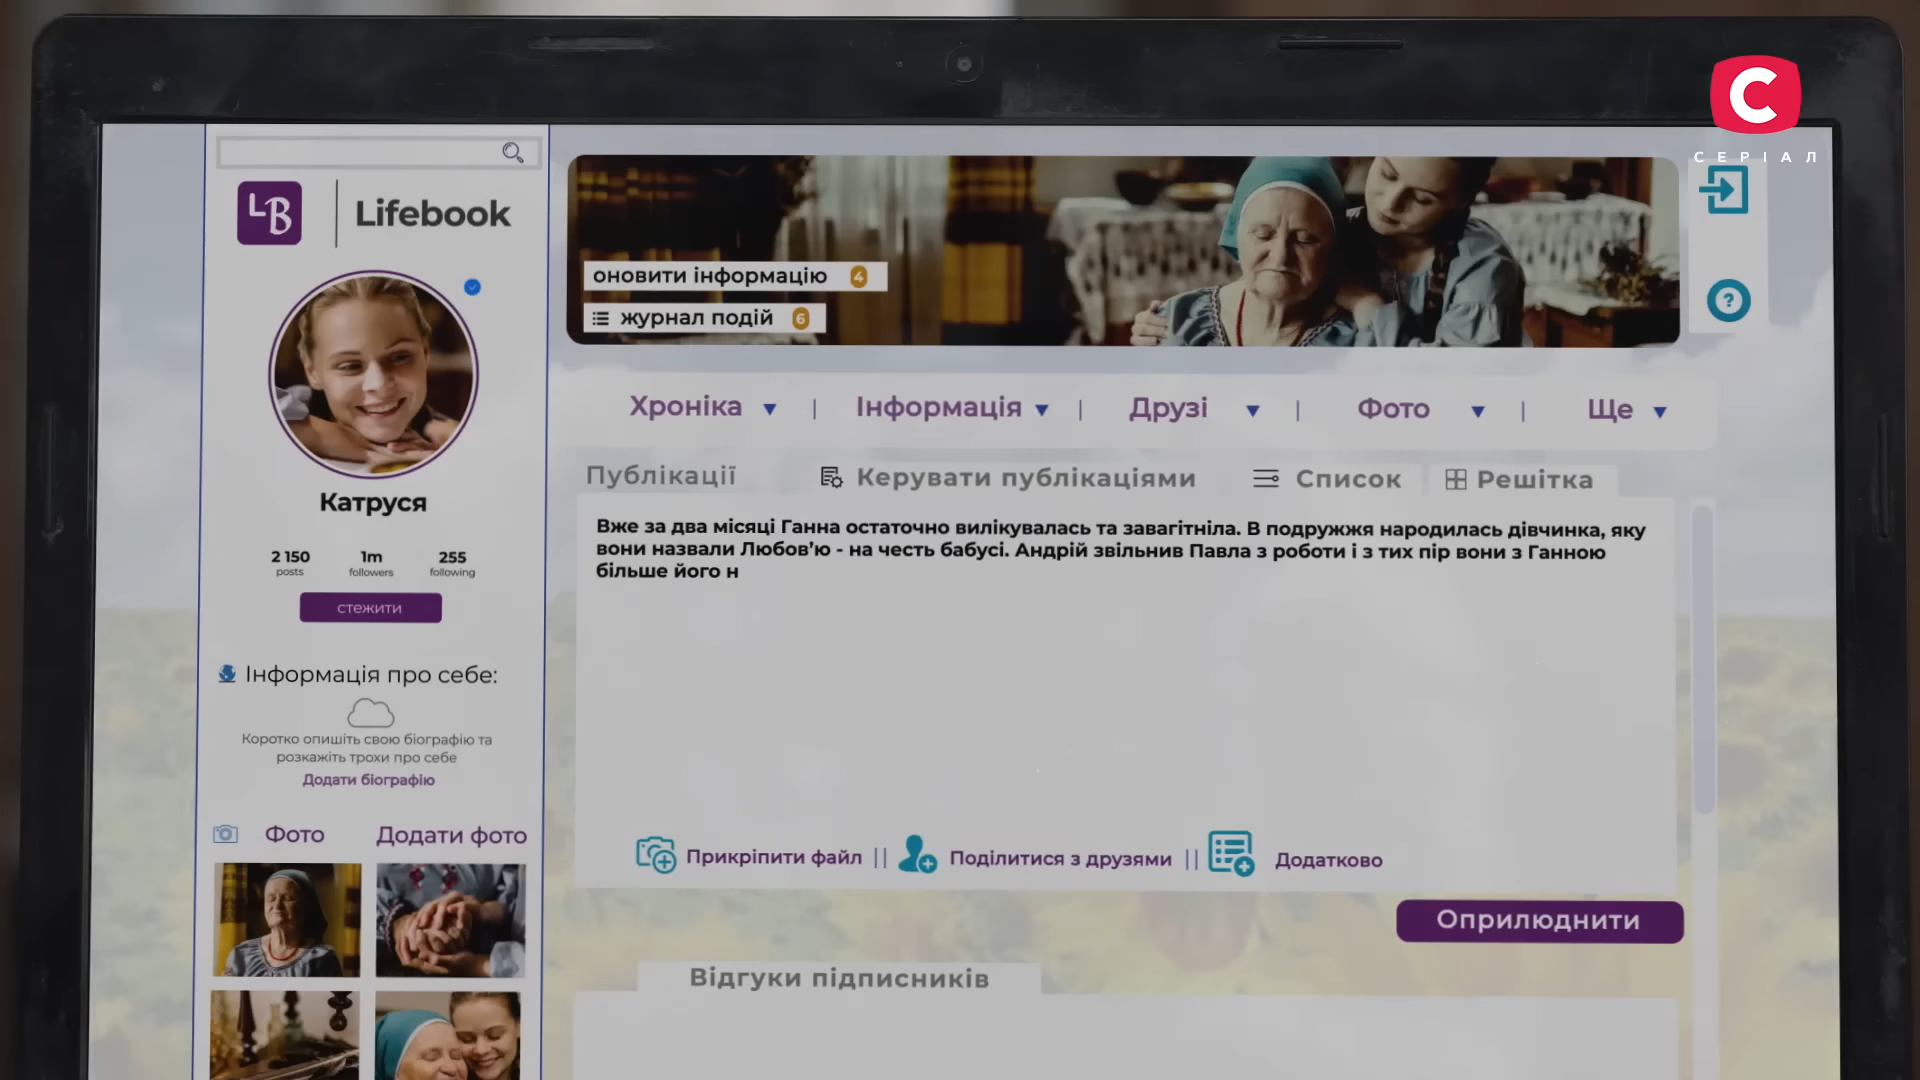 С
СЕРІАЛ
LB
Lifebook
Катруся
2 150
posts
1m
followers
255
following
стежити
Інформація про себе:
Коротко опишіть свою біографію та
розкажіть трохи про себе
Додати біографію
Фото
Додати фото
оновити інформацію 4
журнал подій 6
?
Хроніка | Інформація | Друзі | Фото | Ще
Публікації
Керувати публікаціями
Список
Решітка
Вже за два місяці Ганна остаточно вилікувалась та завагітніла. В подружжя народилась дівчинка, яку
вони назвали Любов'ю - на честь бабусі. Андрій звільнив Павла з роботи і з тих пір вони з Ганною
більше його н
Прикріпити файл || Поділитися з друзями || Додатково
Оприлюднити
Відгуки підписників